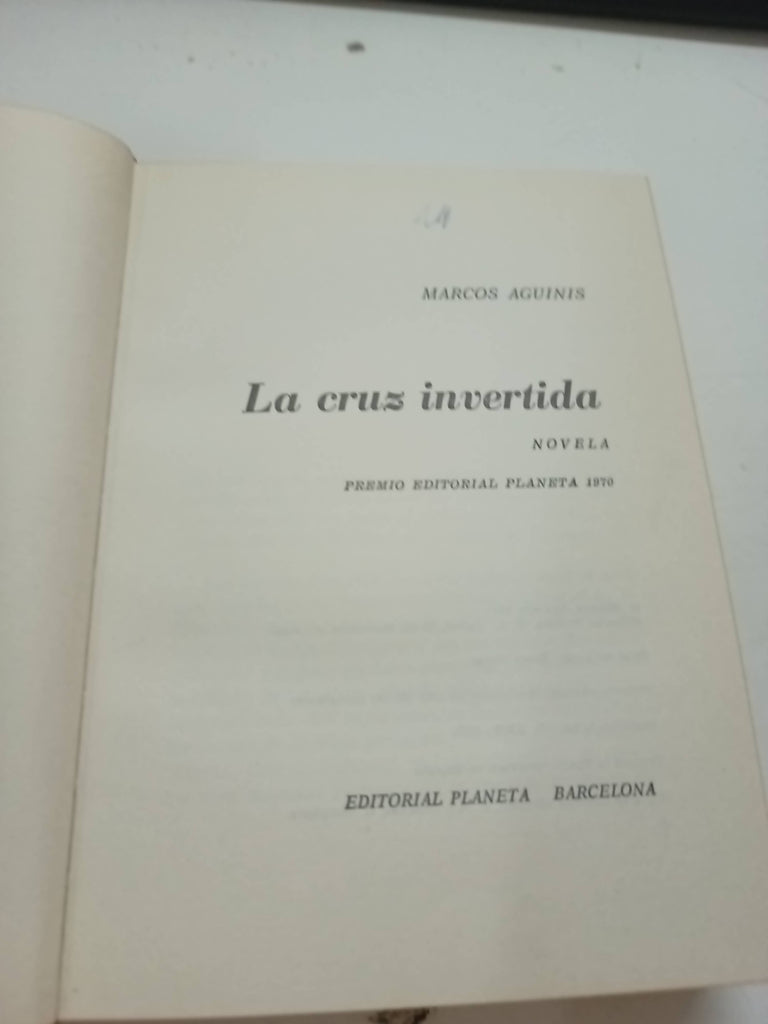 MARCOS AGUINIS
La cruz invertida
NOVELA
PREMIO EDITORIAL PLANETA 1970
EDITORIAL PLANETA BARCELONA